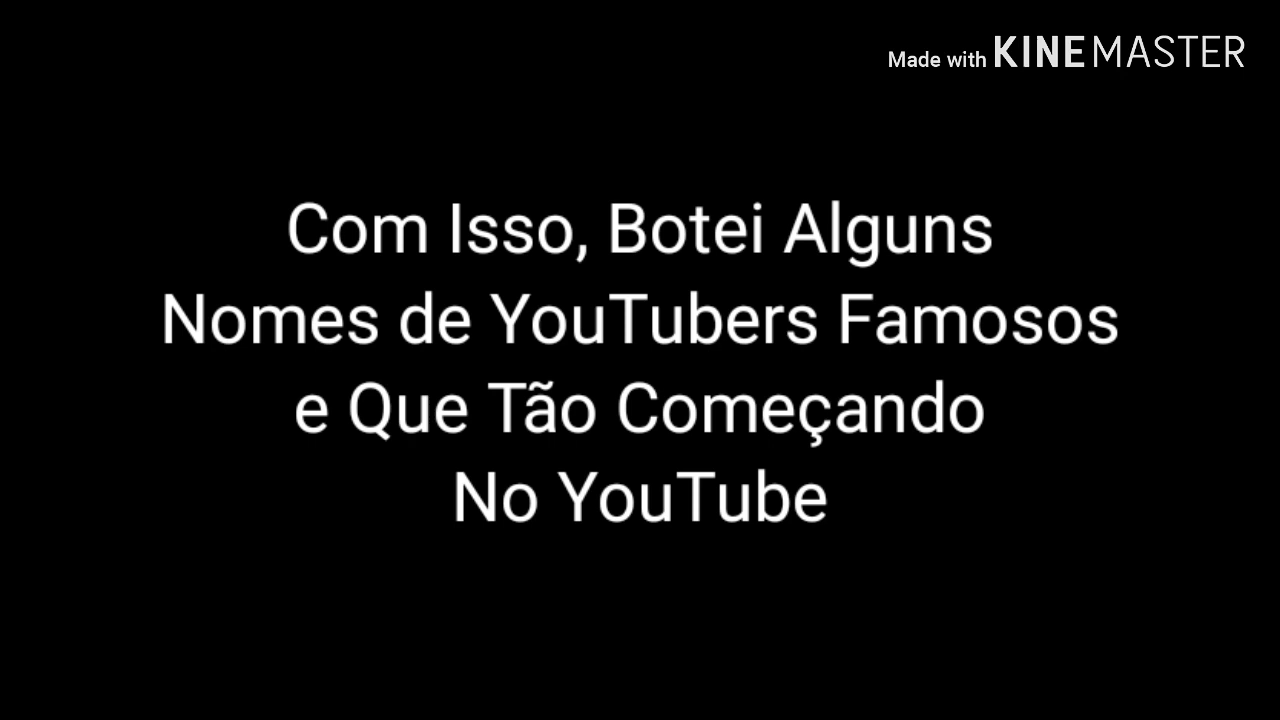 Made with KINEMASTER
Com Isso, Botei Alguns
Nomes de YouTubers Famosos
e Que Tão Começando
No YouTube